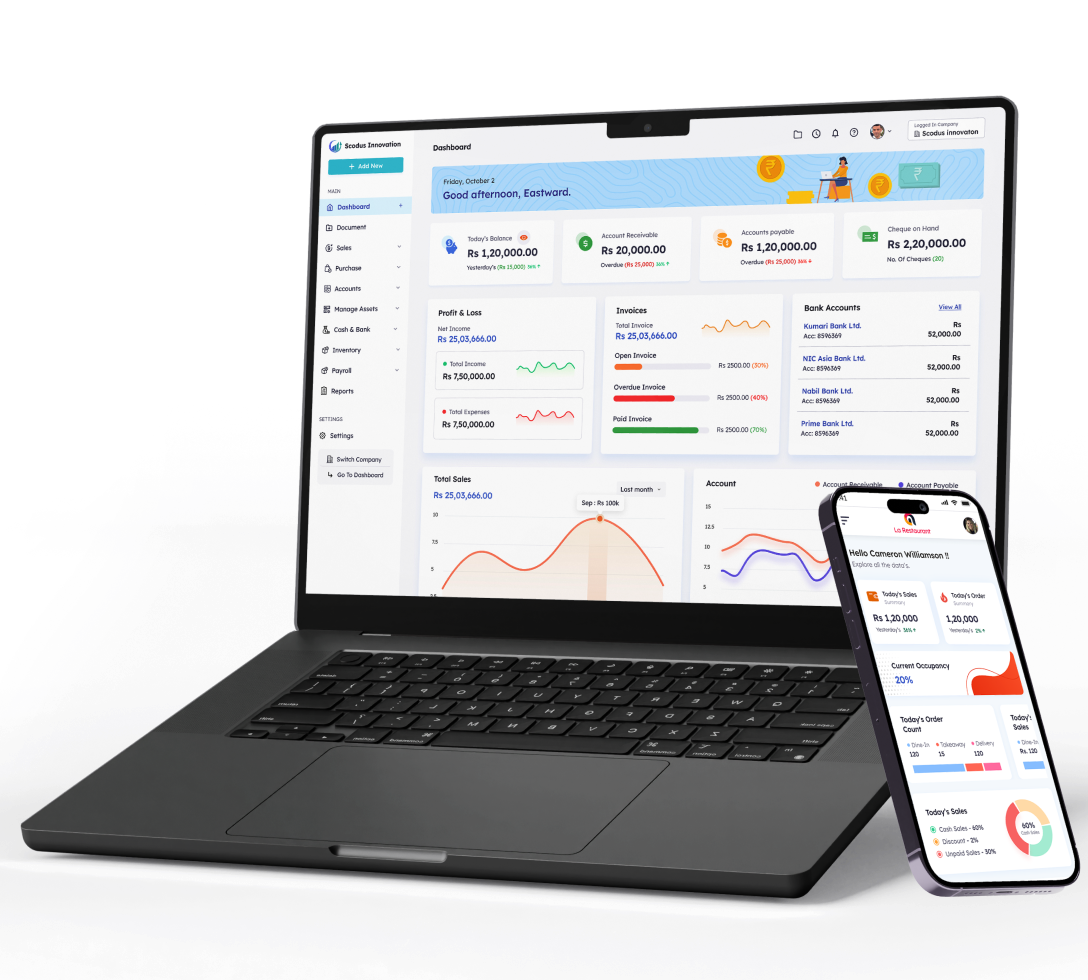 Scodus Innovation
+ Add New
MAIN
Dashboard +
Document
Sales
Purchase
Accounts
Manage Assets
Cash & Bank
Inventory
Payroll
Reports
SETTINGS
Settings
Switch Company
Go To Dashboard
Dashboard
Logged In Company
Scodus innovaton
Friday, October 2
Good afternoon, Eastward.
Today's Balance
Rs 1,20,000.00
Yesterday's (Rs 15,000) 36% ↑
Account Receivable
Rs 20,000.00
Overdue (Rs 25,000) 36% ↑
Accounts payable
Rs 1,20,000.00
Overdue (Rs 25,000) 36% ↓
Cheque on Hand
Rs 2,20,000.00
No. Of Cheques (20)
Profit & Loss
Net Income
Rs 25,03,666.00
Total Income
Rs 7,50,000.00
Total Expenses
Rs 7,50,000.00
Invoices
Total Invoice
Rs 25,03,666.00
Open Invoice
Rs 2500.00 (30%)
Overdue Invoice
Rs 2500.00 (40%)
Paid Invoice
Rs 2500.00 (70%)
Bank Accounts
View All
Kumari Bank Ltd.
Acc: 8596369
Rs
52,000.00
NIC Asia Bank Ltd.
Acc: 8596369
Rs
52,000.00
Nabil Bank Ltd.
Acc: 8596369
Rs
52,000.00
Prime Bank Ltd.
Acc: 8596369
Rs
52,000.00
Total Sales
Rs 25,03,666.00
Last month
Sep : Rs 100k
10
7.5
5
2.5
Account
Account Receivable
Account Payable
15
12.5
10
7.5
5
La Restaurant
Hello Cameron Williamson !!
Explore all the data's.
Today's Sales
Summary
Rs 1,20,000
Yesterday's 36% ↑
Today's Order
Summary
1,20,000
Yesterday's 2% ↑
Current Occupancy
20%
Today's Order
Count
Dine-In Takeaway Delivery
120 15 120
Today's
Sales
Dine-In
Rs. 120
Today's Sales
Cash Sales - 60%
Discount - 2%
Unpaid Sales - 30%
60%
Cash Sales